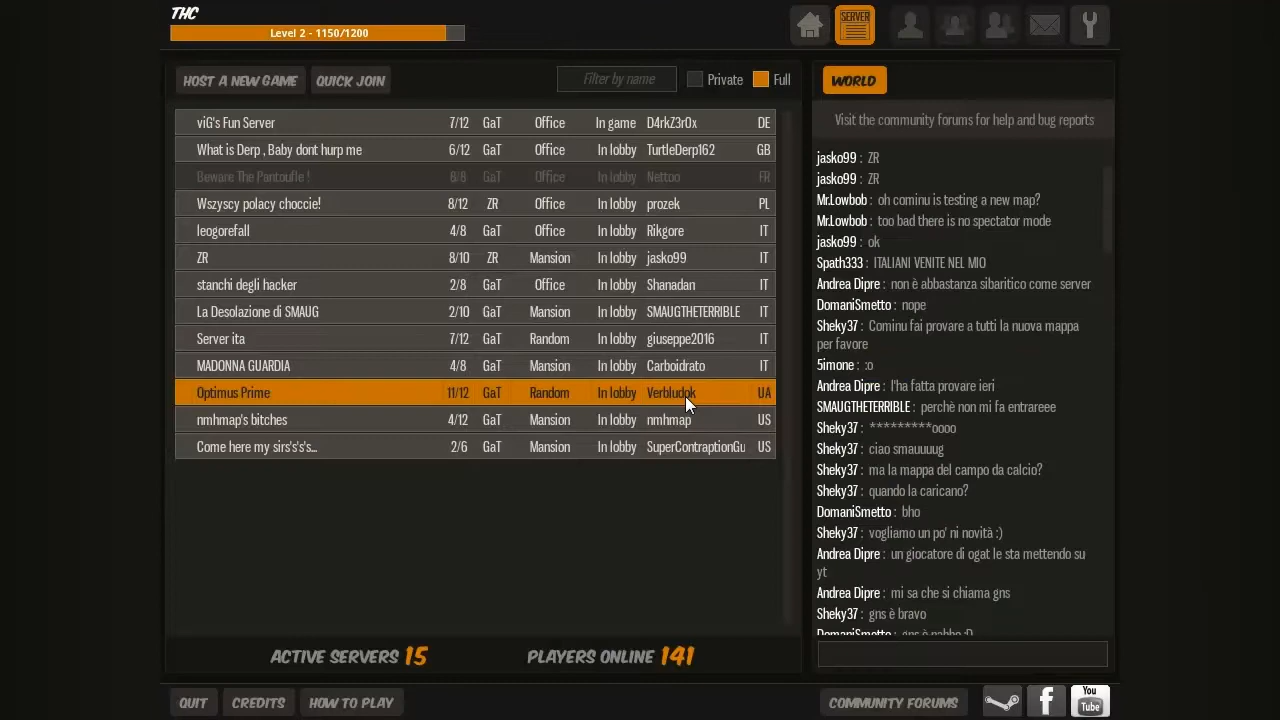 THC
Level 2 - 1150/1200
SERVER
HOST A NEW GAME QUICK JOIN Filter by name Private Full
WORLD
Visit the community forums for help and bug reports
viG's Fun Server 7/12 GaT Office In game D4rkZ3r0x DE
What is Derp , Baby dont hurp me 6/12 GaT Office In lobby TurtleDerp162 GB
Beware The Pantoufle ! 8/8 GaT Office In lobby Nettoo FR
Wszyscy polacy choccie! 8/12 ZR Office In lobby prozek PL
leogorefall 4/8 GaT Office In lobby Rikgore IT
ZR 8/10 ZR Mansion In lobby jasko99 IT
stanchi degli hacker 2/8 GaT Office In lobby Shanadan IT
La Desolazione di SMAUG 2/10 GaT Mansion In lobby SMAUGTHETERRIBLE IT
Server ita 7/12 GaT Random In lobby giuseppe2016 IT
MADONNA GUARDIA 4/8 GaT Mansion In lobby Carboidrato IT
Optimus Prime 11/12 GaT Random In lobby Verbludok UA
nmhmap's bitches 4/12 GaT Mansion In lobby nmhmap US
Come here my sirs's's's... 2/6 GaT Mansion In lobby SuperContraptionGu US
jasko99 : ZR
jasko99 : ZR
Mr.Lowbob : oh cominu is testing a new map?
Mr.Lowbob : too bad there is no spectator mode
jasko99 : ok
Spath333 : ITALIANI VENITE NEL MIO
Andrea Dipre : non è abbastanza sibaritico come server
DomaniSmetto : nope
Sheky37 : Cominu fai provare a tutti la nuova mappa
per favore
5imone : :o
Andrea Dipre : l'ha fatta provare ieri
SMAUGTHETERRIBLE : perchè non mi fa entrareee
Sheky37 : *********oooo
Sheky37 : ciao smauuuug
Sheky37 : ma la mappa del campo da calcio?
Sheky37 : quando la caricano?
DomaniSmetto : bho
Sheky37 : vogliamo un po' ni novità :)
Andrea Dipre : un giocatore di ogat le sta mettendo su
yt
Andrea Dipre : mi sa che si chiama gns
Sheky37 : gns è bravo
DomaniSmetto : gns è nabbo :D
ACTIVE SERVERS 15 PLAYERS ONLINE 141
QUIT CREDITS HOW TO PLAY COMMUNITY FORUMS f You Tube